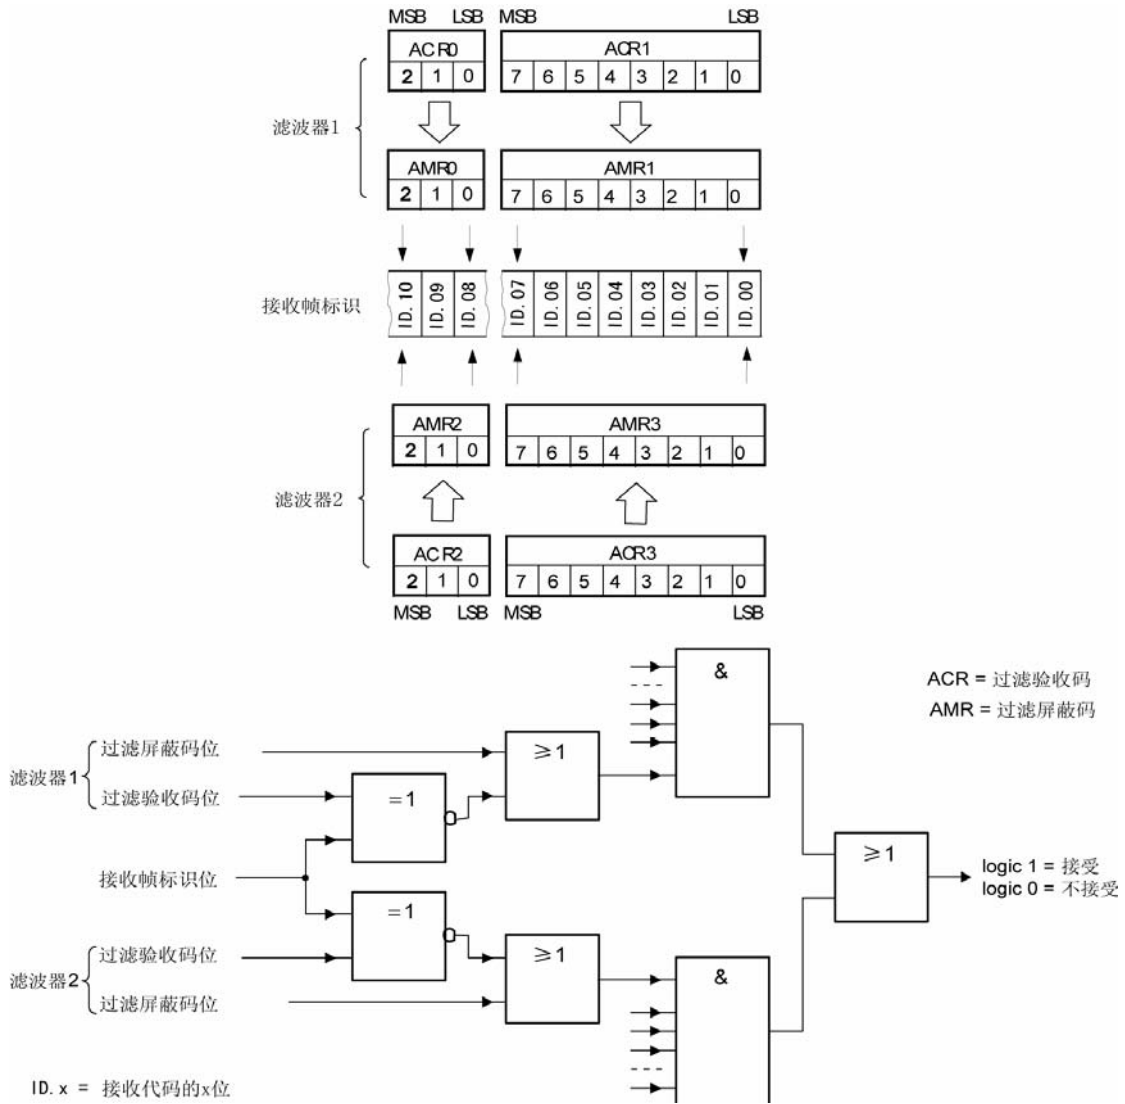 MSB LSB MSB LSB
ACR0 ACR1
2 1 0 7 6 5 4 3 2 1 0
滤波器1
AMR0 AMR1
2 1 0 7 6 5 4 3 2 1 0
接收帧标识 ID.10 ID.09 ID.08 ID.07 ID.06 ID.05 ID.04 ID.03 ID.02 ID.01 ID.00
AMR2 AMR3
2 1 0 7 6 5 4 3 2 1 0
滤波器2
ACR2 ACR3
2 1 0 7 6 5 4 3 2 1 0
MSB LSB MSB LSB
&
ACR = 过滤验收码
AMR = 过滤屏蔽码
滤波器1
过滤屏蔽码位
过滤验收码位
=1
≥1
接收帧标识位
≥1
logic 1 = 接受
logic 0 = 不接受
=1
滤波器2
过滤验收码位
过滤屏蔽码位
≥1
&
ID.x = 接收代码的x位